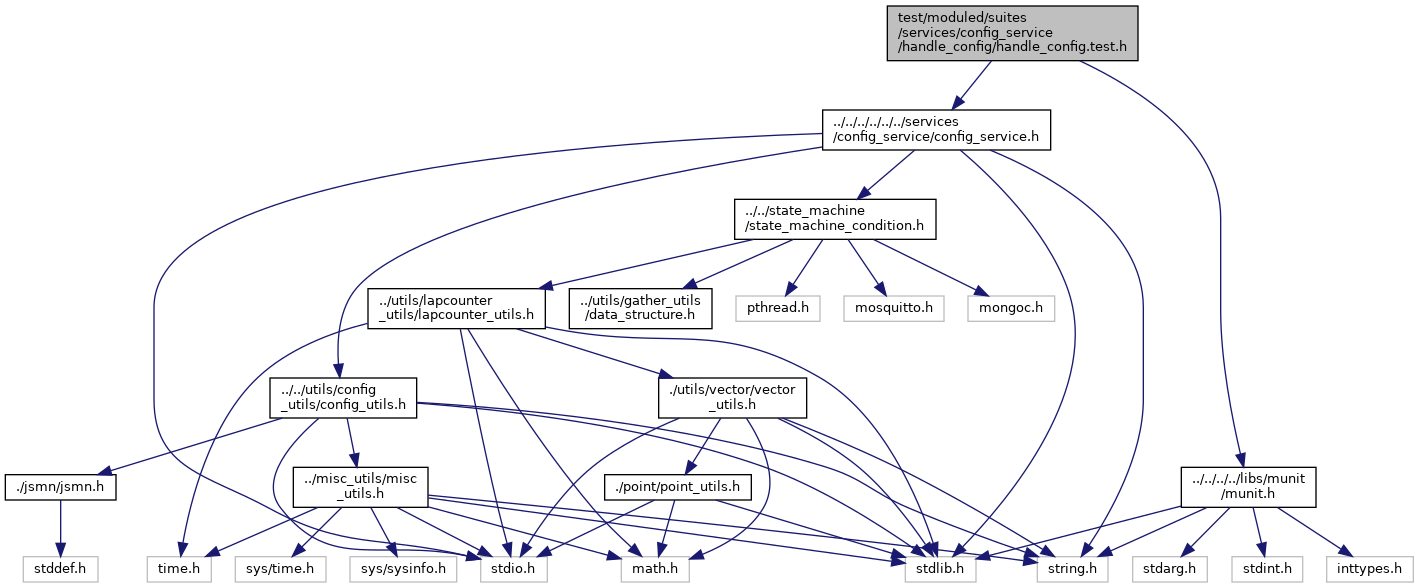 test/moduled/suites
/services/config_service
/handle_config/handle_config.test.h
../../../../../../services
/config_service/config_service.h
../../state_machine
/state_machine_condition.h
../utils/lapcounter
_utils/lapcounter_utils.h
../utils/gather_utils
/data_structure.h
pthread.h
mosquitto.h
mongoc.h
../../utils/config
_utils/config_utils.h
./utils/vector/vector
_utils.h
./jsmn/jsmn.h
../misc_utils/misc
_utils.h
./point/point_utils.h
../../../../libs/munit
/munit.h
stddef.h
time.h
sys/time.h
sys/sysinfo.h
stdio.h
math.h
stdlib.h
string.h
stdarg.h
stdint.h
inttypes.h